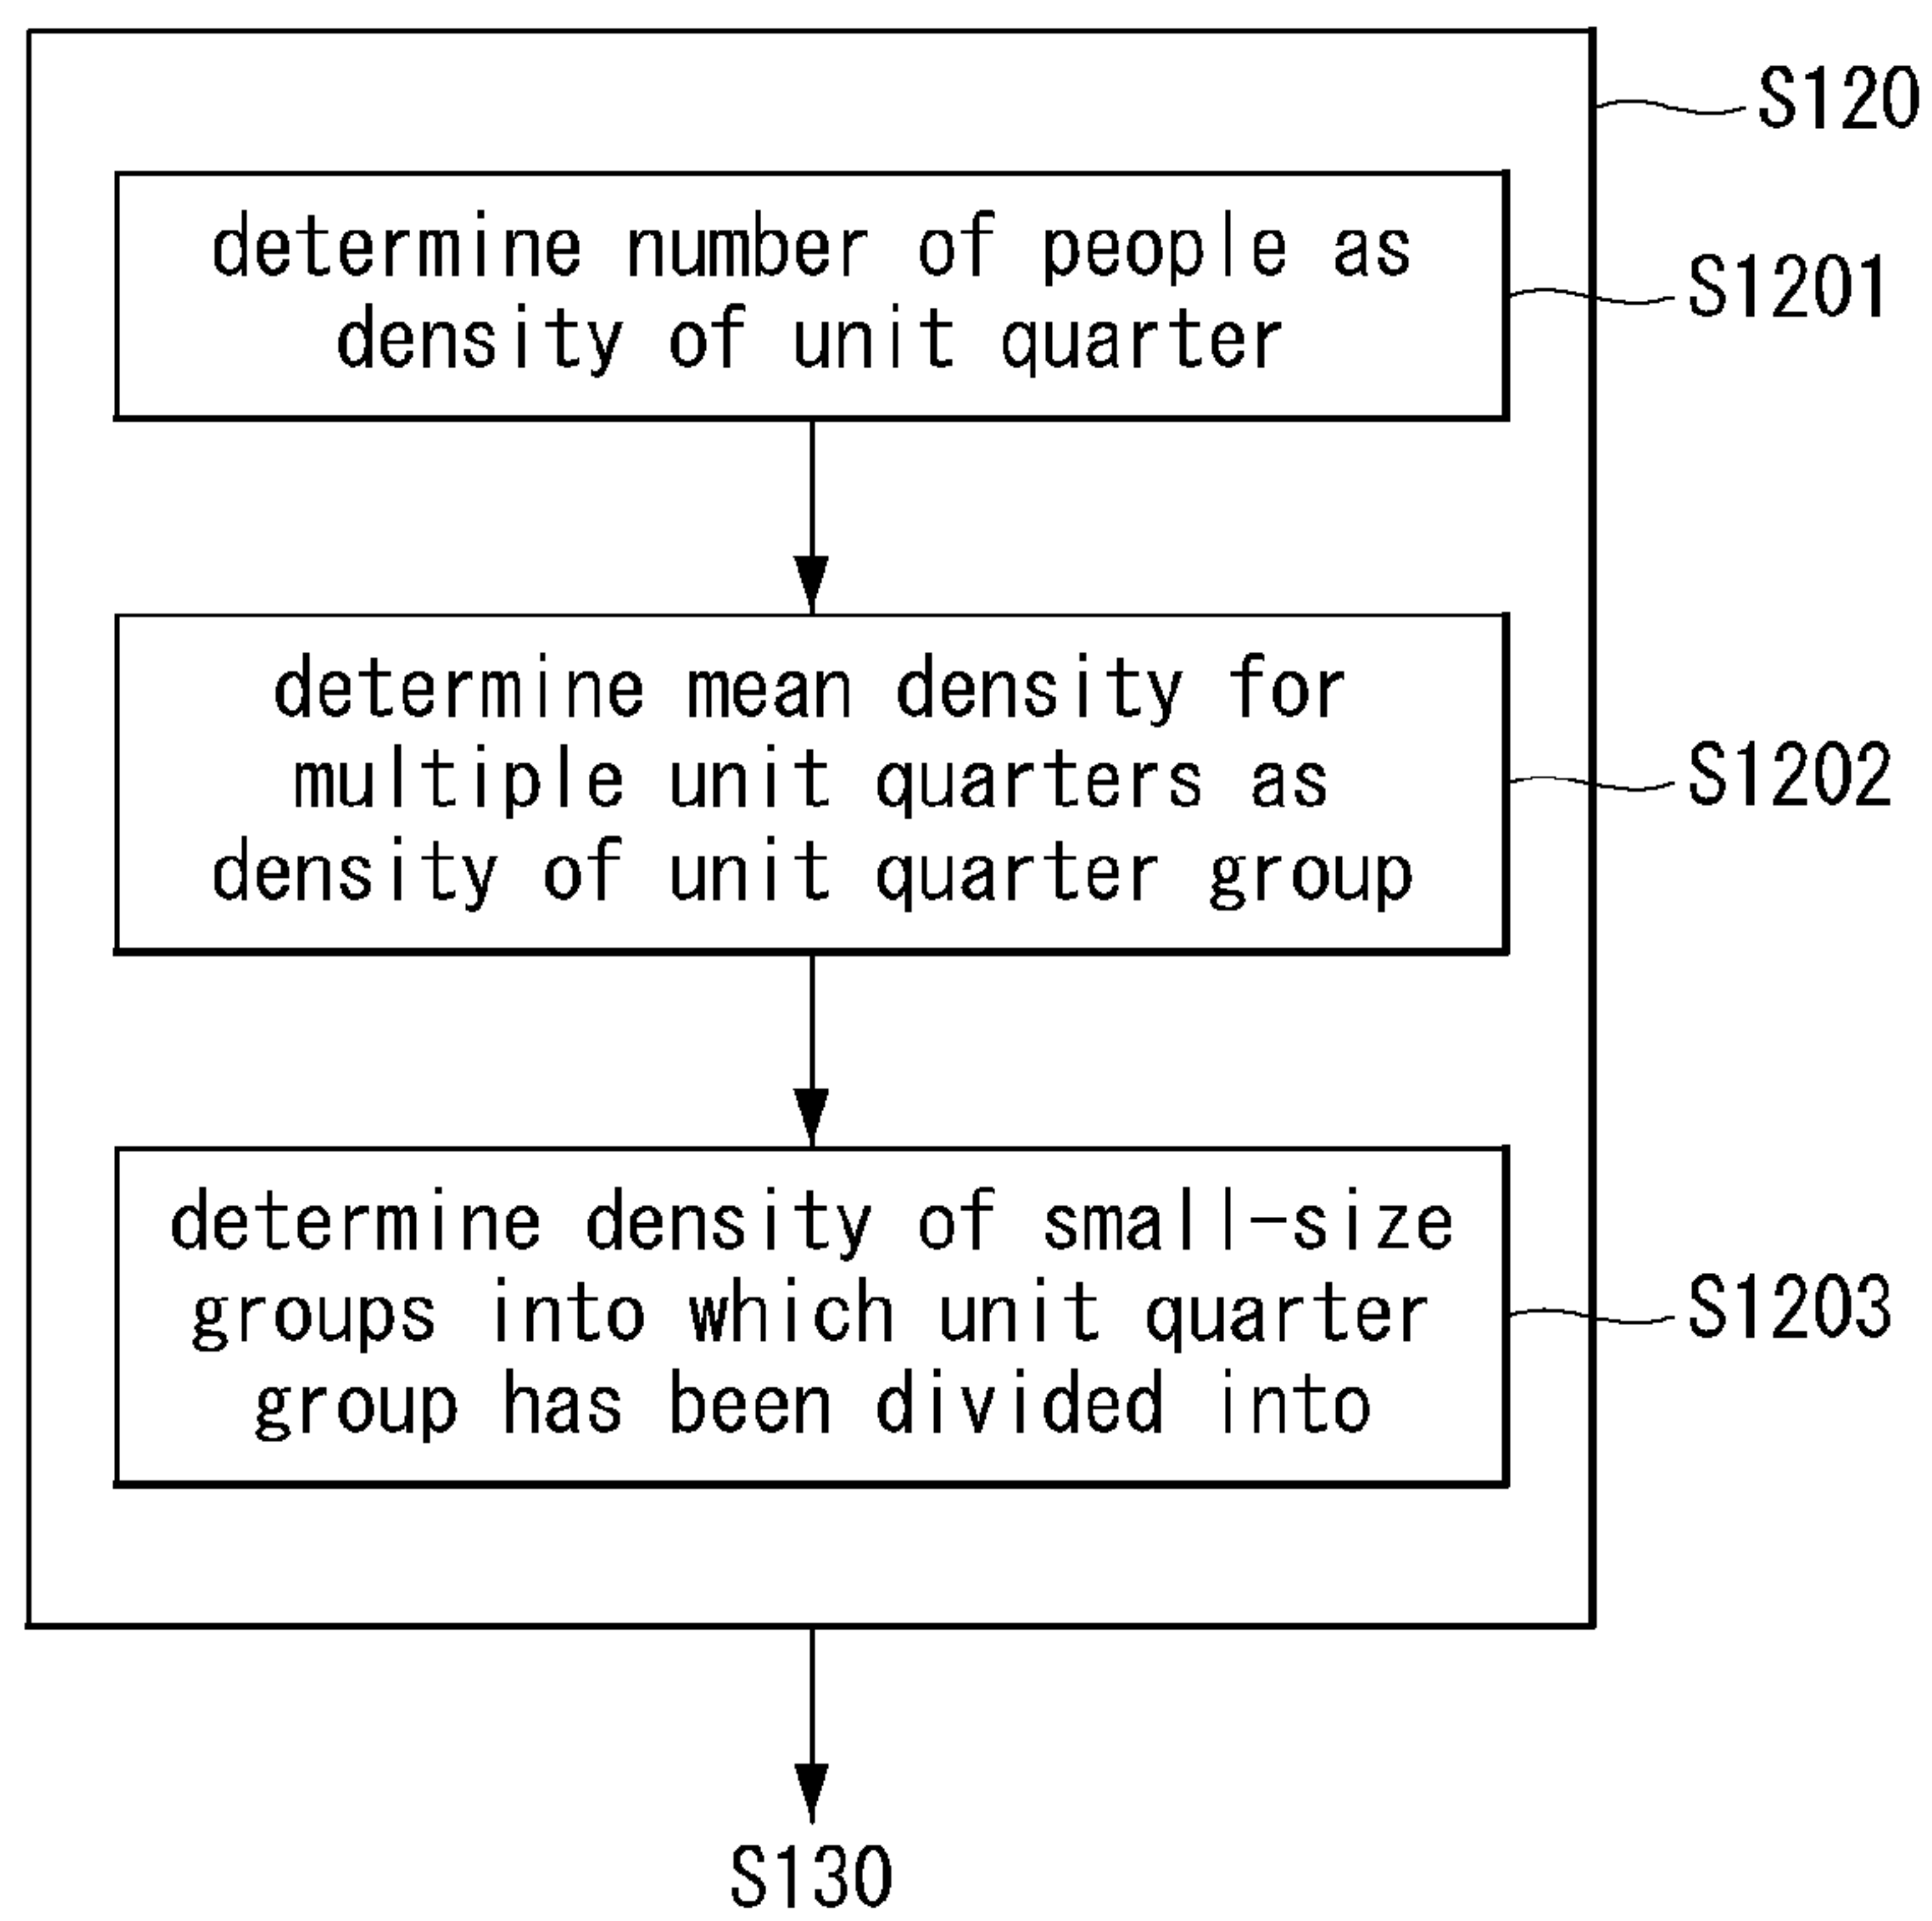 S120
determine number of people as
density of unit quarter
S1201
determine mean density for
multiple unit quarters as
density of unit quarter group
S1202
determine density of small-size
groups into which unit quarter
group has been divided into
S1203
S130